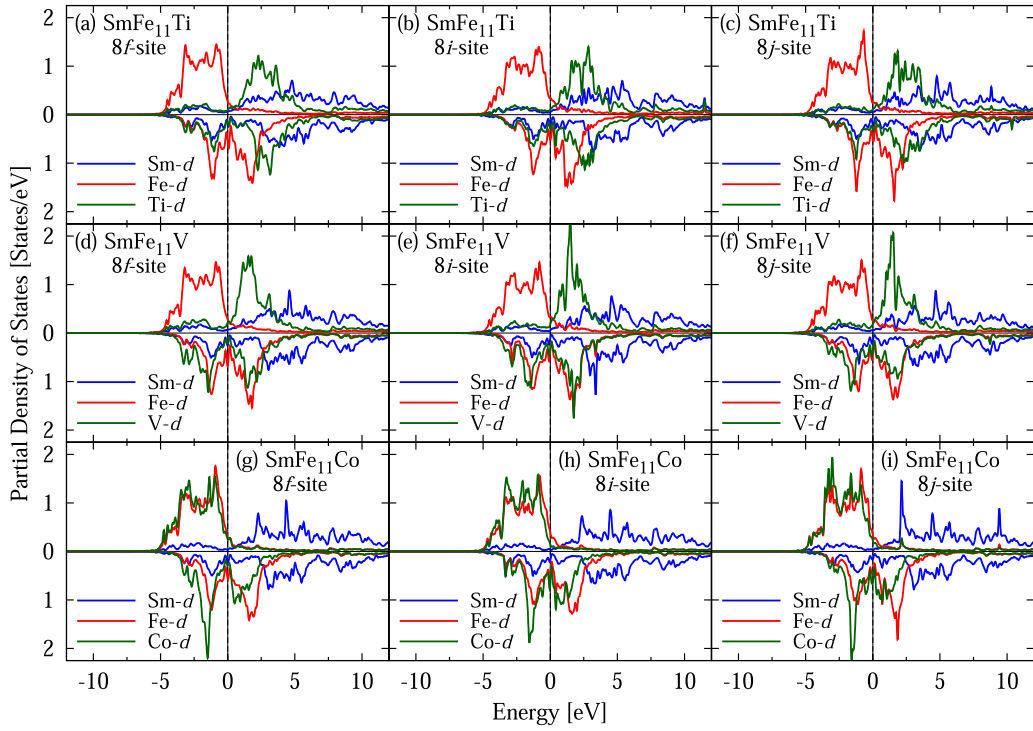 Partial Density of States [States/eV]
(a) SmFe11Ti
8f-site
2
1
0
1
2
Sm-d
Fe-d
Ti-d
(b) SmFe11Ti
8i-site
Sm-d
Fe-d
Ti-d
(c) SmFe11Ti
8j-site
Sm-d
Fe-d
Ti-d
(d) SmFe11V
8f-site
2
1
0
1
2
Sm-d
Fe-d
V-d
(e) SmFe11V
8i-site
Sm-d
Fe-d
V-d
(f) SmFe11V
8j-site
Sm-d
Fe-d
V-d
(g) SmFe11Co
8f-site
2
1
0
1
2
Sm-d
Fe-d
Co-d
(h) SmFe11Co
8i-site
Sm-d
Fe-d
Co-d
(i) SmFe11Co
8j-site
Sm-d
Fe-d
Co-d
-10 -5 0 5 10
-10 -5 0 5 10
-10 -5 0 5 10
Energy [eV]